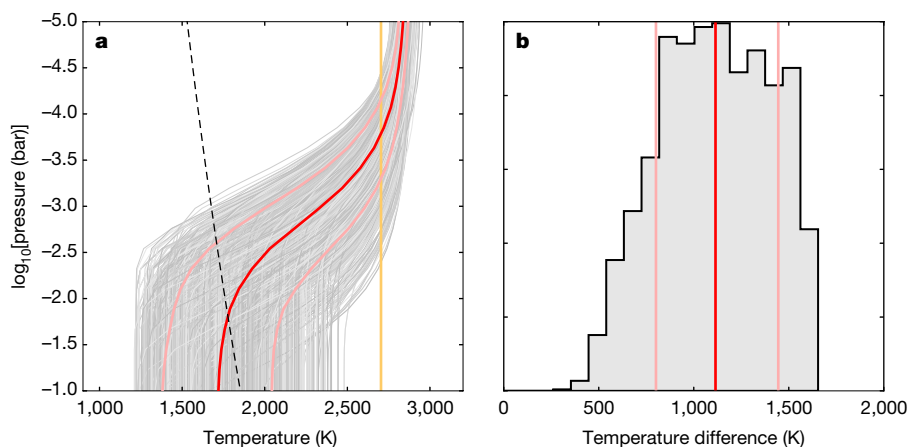 a
log10[pressure (bar)]
–5.0
–4.5
–4.0
–3.5
–3.0
–2.5
–2.0
–1.5
–1.0
1,000 1,500 2,000 2,500 3,000
Temperature (K)
b
0 500 1,000 1,500 2,000
Temperature difference (K)